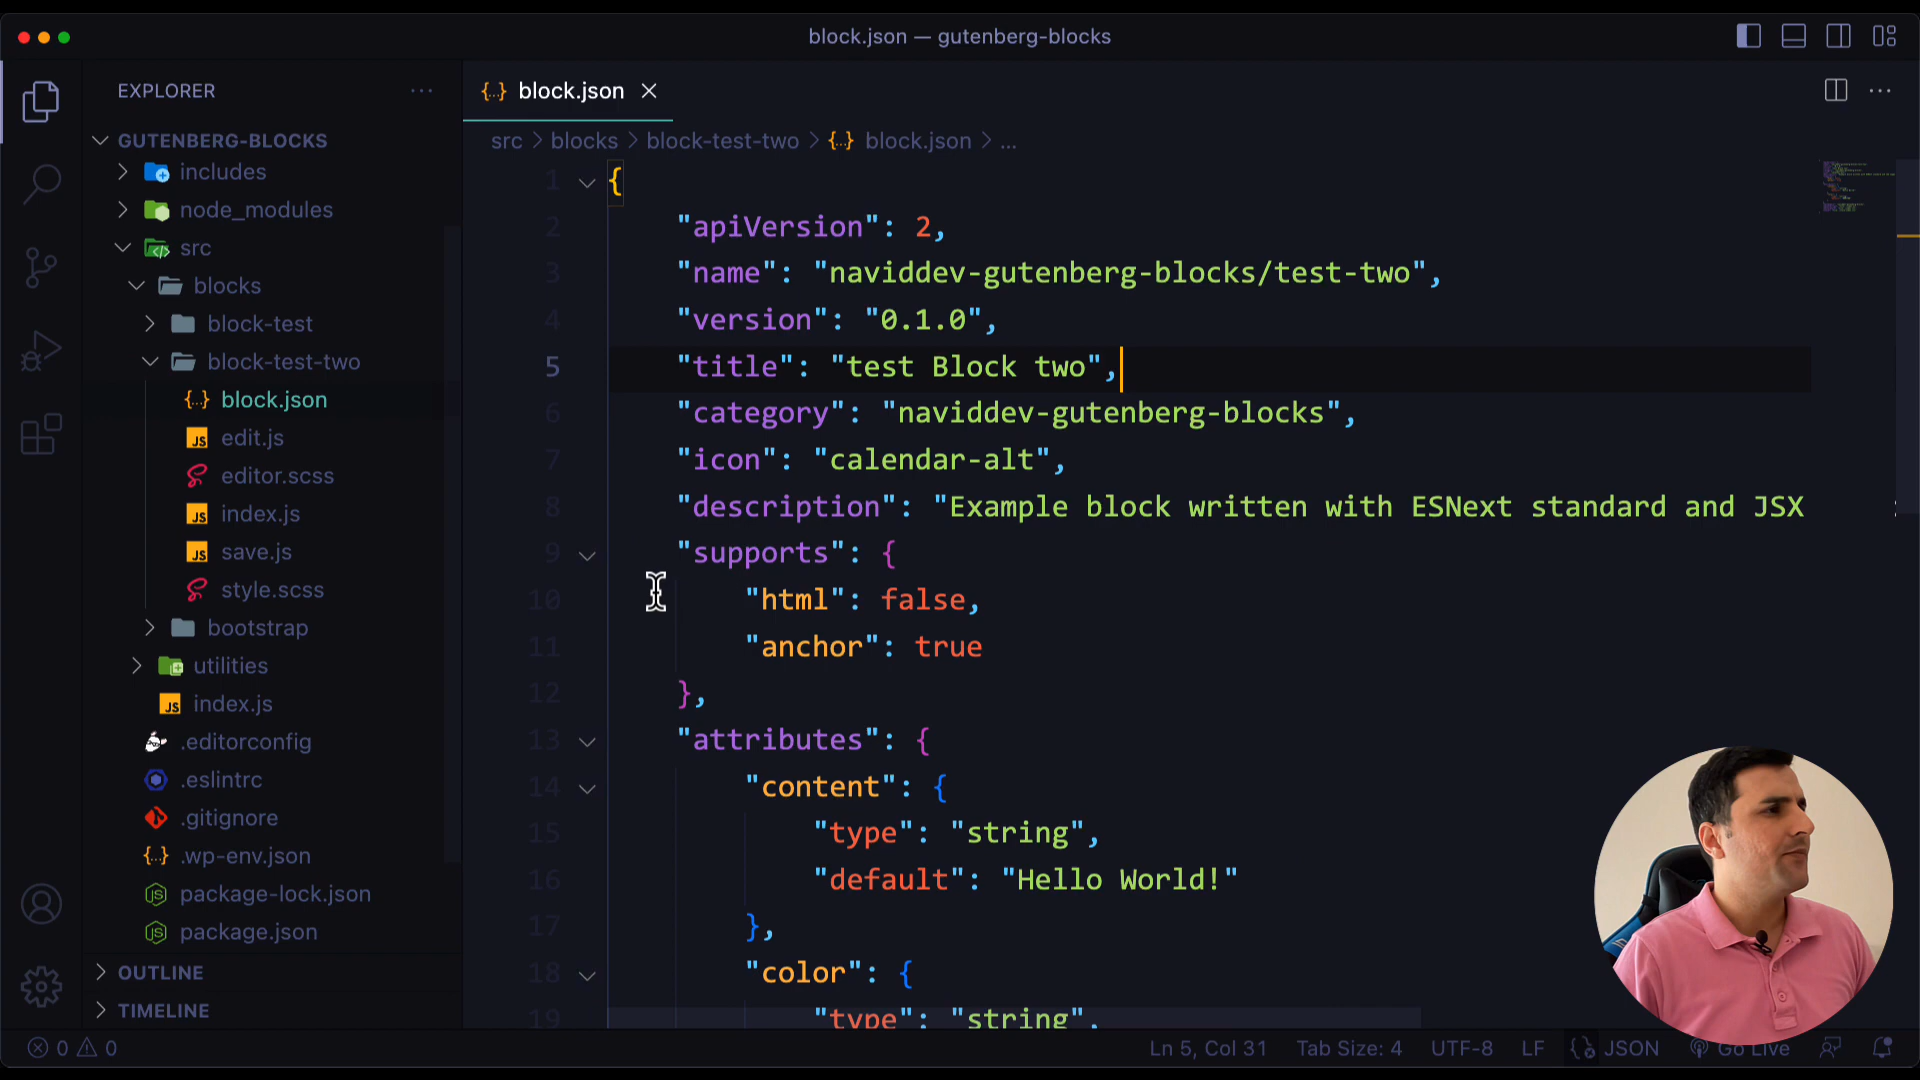 block.json — gutenberg-blocks
EXPLORER
GUTENBERG-BLOCKS
includes
node_modules
src
blocks
block-test
block-test-two
block.json
edit.js
editor.scss
index.js
save.js
style.scss
bootstrap
utilities
index.js
.editorconfig
.eslintrc
.gitignore
.wp-env.json
package-lock.json
package.json
OUTLINE
TIMELINE
{..} block.json
src > blocks > block-test-two > {..} block.json > ...
1 {
2 "apiVersion": 2,
3 "name": "naviddev-gutenberg-blocks/test-two",
4 "version": "0.1.0",
5 "title": "test Block two",
6 "category": "naviddev-gutenberg-blocks",
7 "icon": "calendar-alt",
8 "description": "Example block written with ESNext standard and JSX
9 "supports": {
10 "html": false,
11 "anchor": true
12 },
13 "attributes": {
14 "content": {
15 "type": "string",
16 "default": "Hello World!"
17 },
18 "color": {
19 "type": "string",
0 0
Ln 5, Col 31 Tab Size: 4 UTF-8 LF JSON Go Live